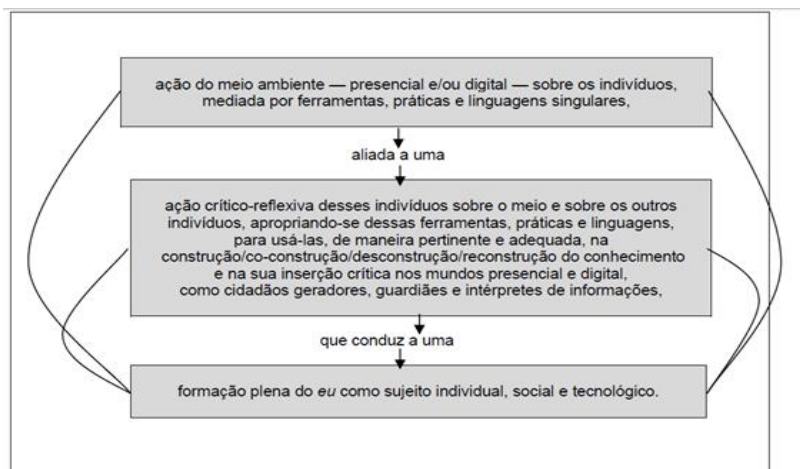 ação do meio ambiente — presencial e/ou digital — sobre os indivíduos,
mediada por ferramentas, práticas e linguagens singulares,
aliada a uma
ação crítico-reflexiva desses indivíduos sobre o meio e sobre os outros
indivíduos, apropriando-se dessas ferramentas, práticas e linguagens,
para usá-las, de maneira pertinente e adequada, na
construção/co-construção/desconstrução/reconstrução do conhecimento
e na sua inserção crítica nos mundos presencial e digital,
como cidadãos geradores, guardiães e intérpretes de informações,
que conduz a uma
formação plena do eu como sujeito individual, social e tecnológico.